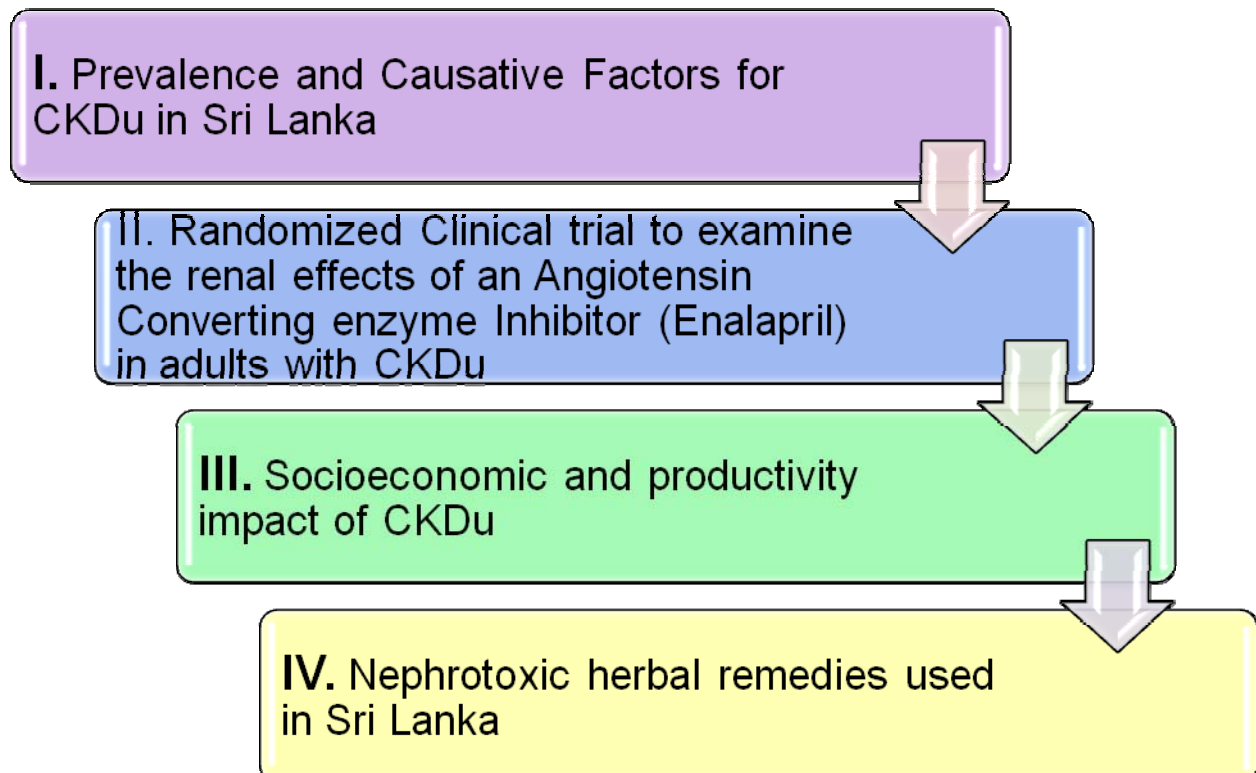 I. Prevalence and Causative Factors for
CKDu in Sri Lanka
II. Randomized Clinical trial to examine
the renal effects of an Angiotensin
Converting enzyme Inhibitor (Enalapril)
in adults with CKDu
III. Socioeconomic and productivity
impact of CKDu
IV. Nephrotoxic herbal remedies used
in Sri Lanka